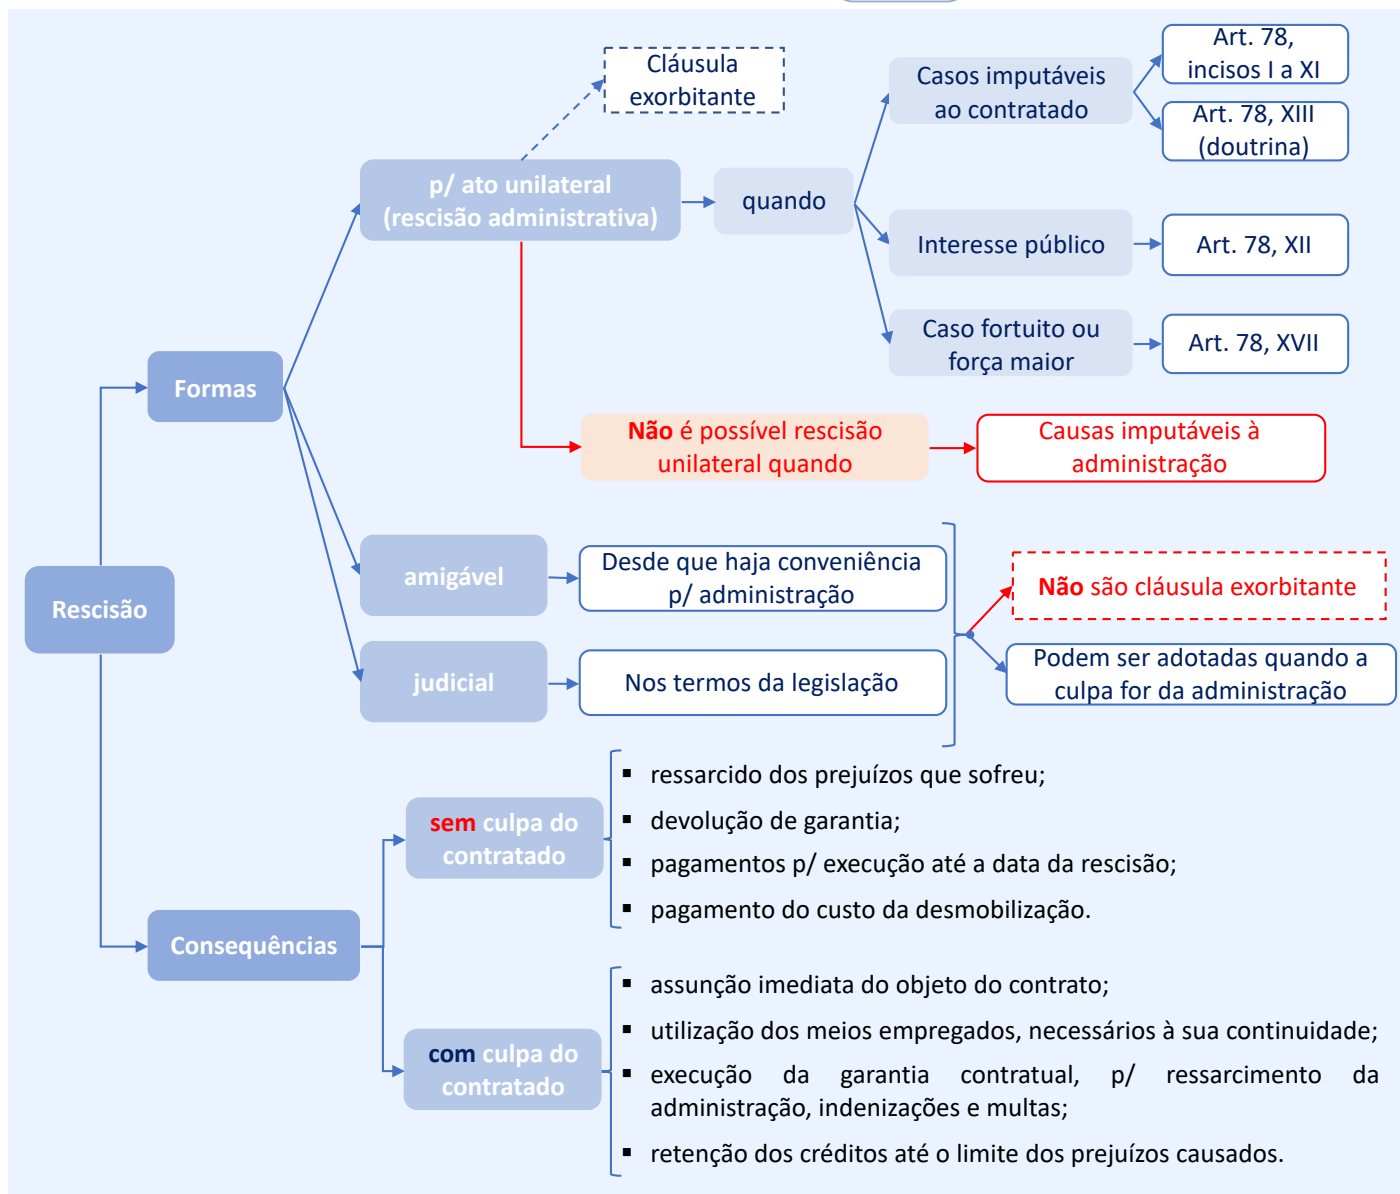 Cláusula
exorbitante
Casos imputáveis
ao contratado
Art. 78,
incisos I a XI
Art. 78, XIII
(doutrina)
p/ ato unilateral
(rescisão administrativa)
quando
Interesse público
Art. 78, XII
Caso fortuito ou
força maior
Art. 78, XVII
Formas
Não é possível rescisão
unilateral quando
Causas imputáveis à
administração
Rescisão
amigável
Desde que haja conveniência
p/ administração
Não são cláusula exorbitante
judicial
Nos termos da legislação
Podem ser adotadas quando a
culpa for da administração
Consequências
sem culpa do
contratado
▪ ressarcido dos prejuízos que sofreu;
▪ devolução de garantia;
▪ pagamentos p/ execução até a data da rescisão;
▪ pagamento do custo da desmobilização.
com culpa do
contratado
▪ assunção imediata do objeto do contrato;
▪ utilização dos meios empregados, necessários à sua continuidade;
▪ execução da garantia contratual, p/ ressarcimento da
administração, indenizações e multas;
▪ retenção dos créditos até o limite dos prejuízos causados.